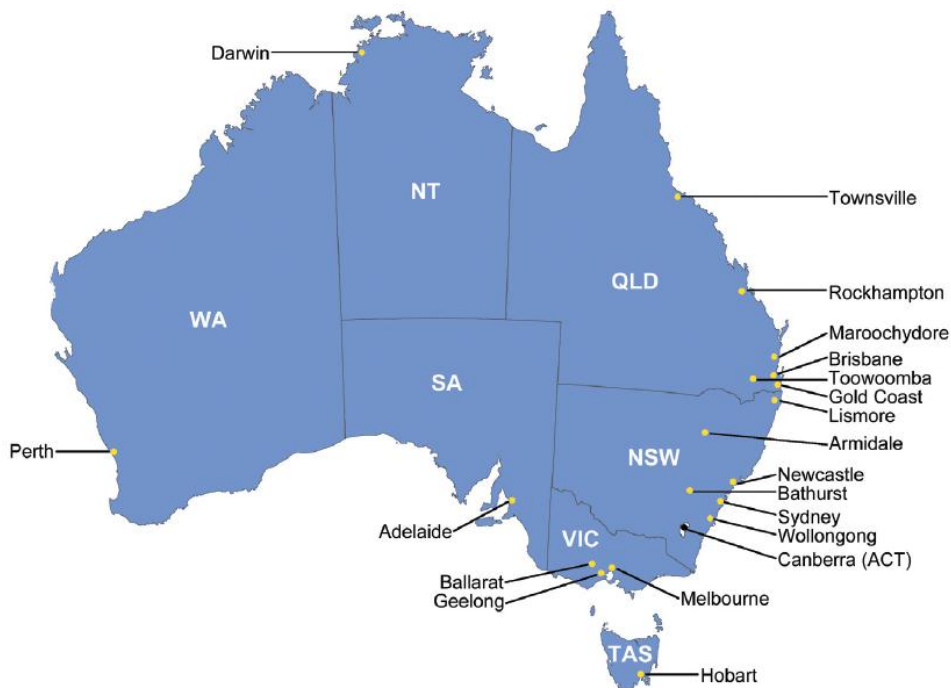 Darwin
NT
Townsville
QLD
Rockhampton
WA
Maroochydore
Brisbane
SA
Toowoomba
Gold Coast
Lismore
Perth
NSW
Armidale
Newcastle
Bathurst
Adelaide
Sydney
VIC
Wollongong
Canberra (ACT)
Ballarat
Geelong
Melbourne
TAS
Hobart